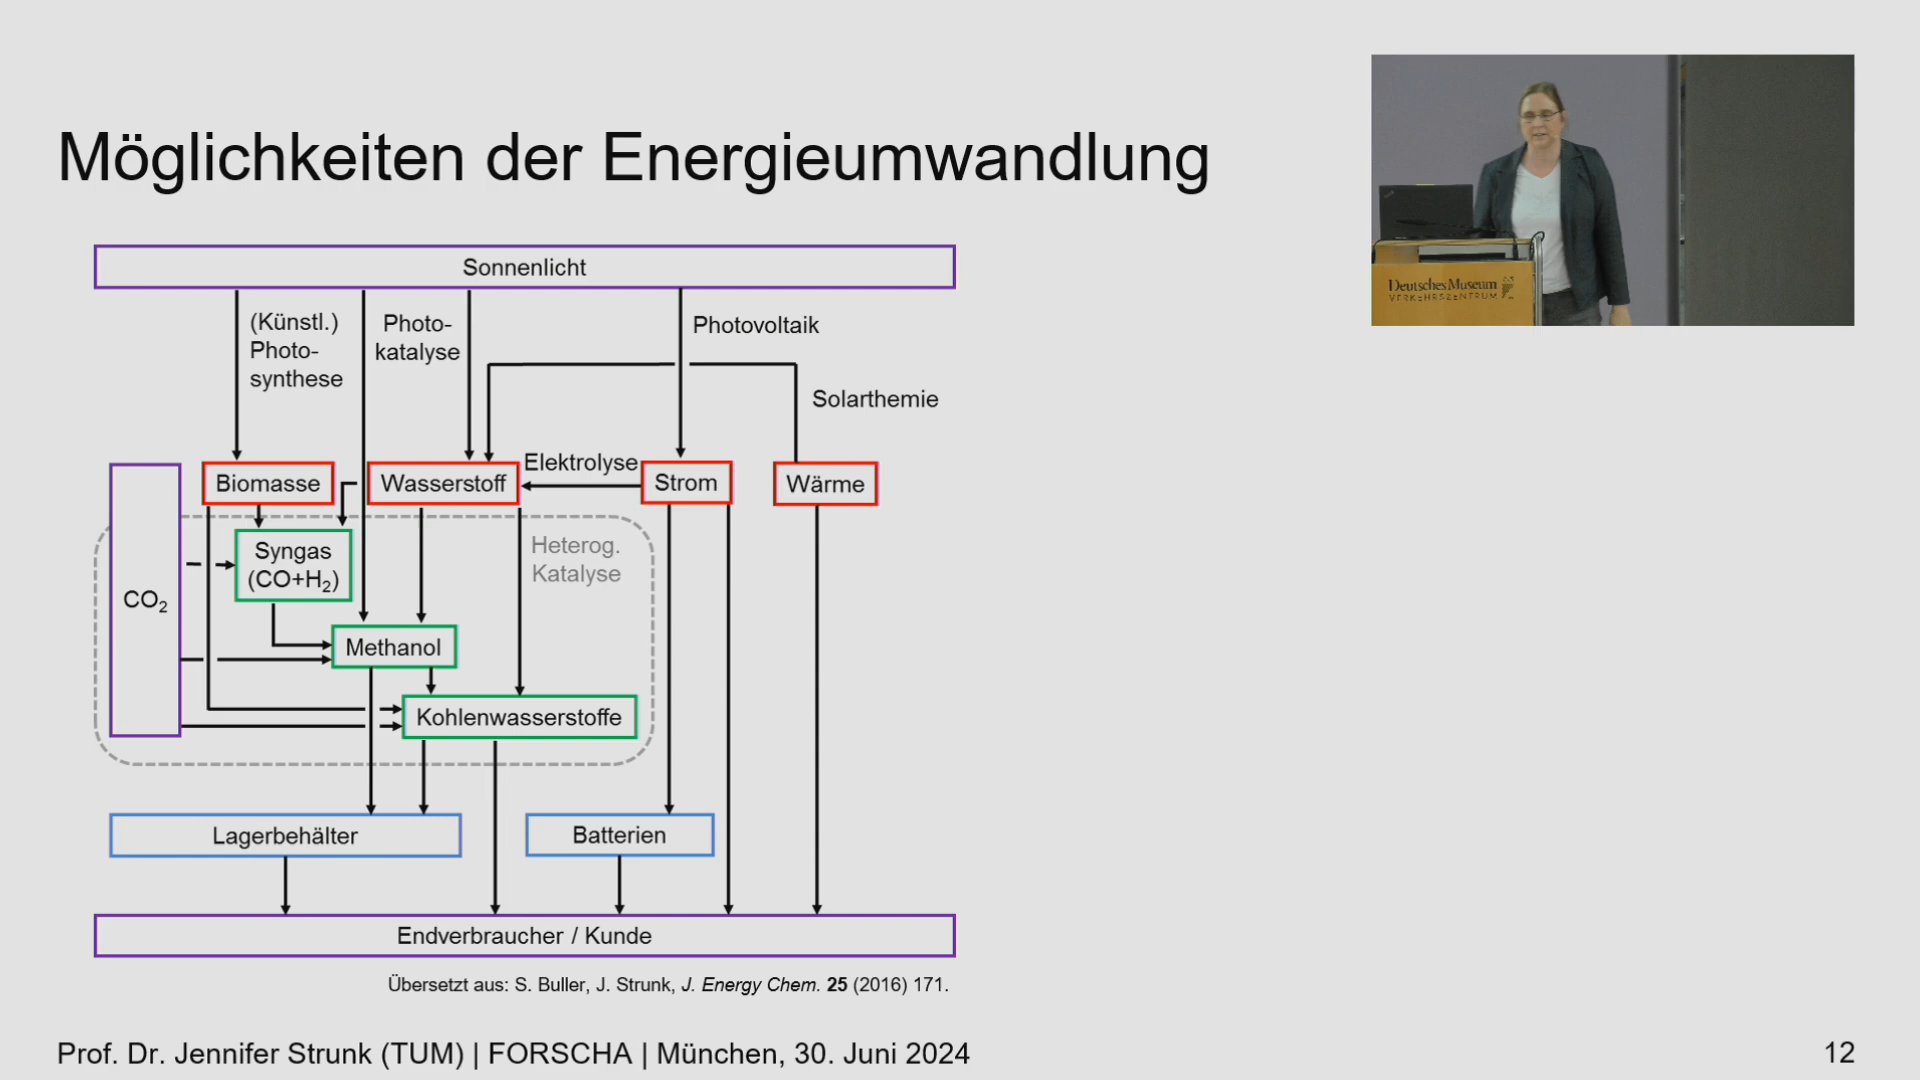 Möglichkeiten der Energieumwandlung
Deutsches Museum
VERKEHRSZENTRUM
Sonnenlicht
(Künstl.)
Photo-
synthese
Photo-
katalyse
Photovoltaik
Solarthemie
Elektrolyse
Biomasse
Wasserstoff
Strom
Wärme
Heterog.
Katalyse
Syngas
(CO+H₂)
CO₂
Methanol
Kohlenwasserstoffe
Lagerbehälter
Batterien
Endverbraucher / Kunde
Übersetzt aus: S. Buller, J. Strunk, J. Energy Chem. 25 (2016) 171.
Prof. Dr. Jennifer Strunk (TUM) | FORSCHA | München, 30. Juni 2024
12